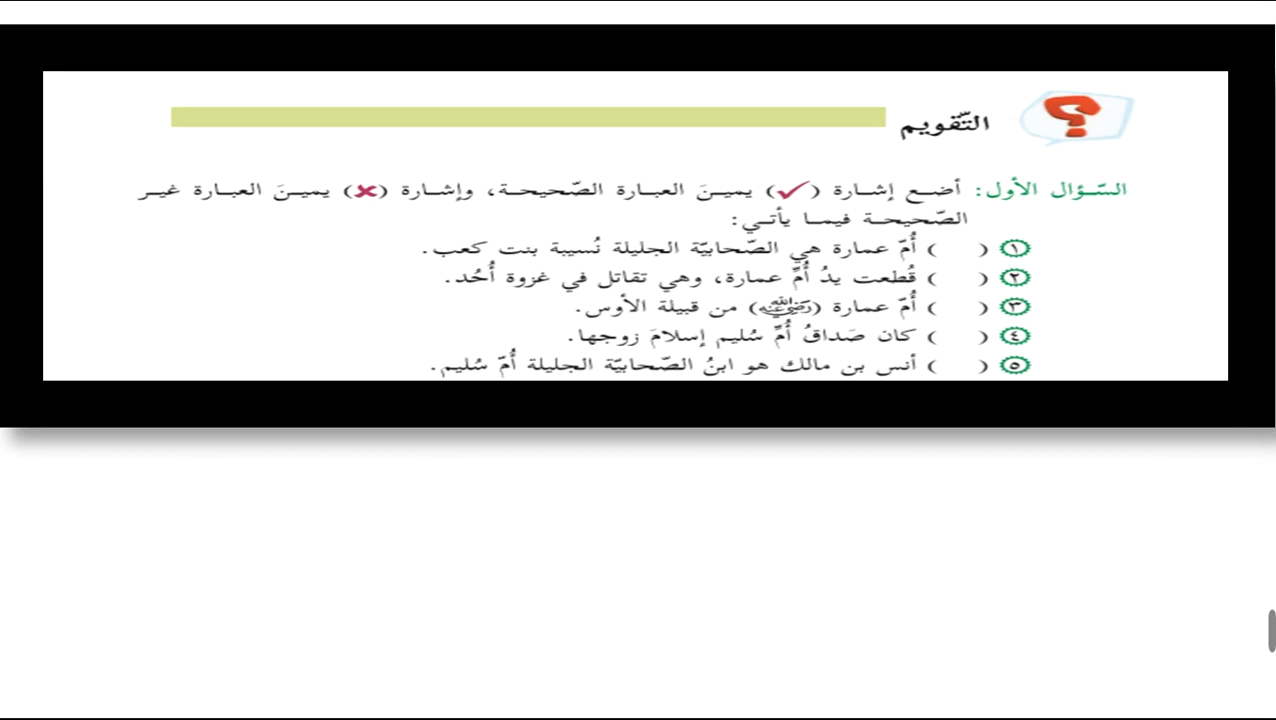 التّقويم
السّؤال الأول: أضع إشارة (✓) يمينَ العبارة الصّحيحة، وإشارة (✗) يمينَ العبارة غير
الصّحيحة فيما يأتي:
١ ( ) أُمّ عمارة هي الصّحابيّة الجليلة نُسيبة بنت كعب.
٢ ( ) قُطعت يدُ أُمِّ عمارة، وهي تقاتل في غزوة أُحُد.
٣ ( ) أُمّ عمارة (رضي الله عنها) من قبيلة الأوس.
٤ ( ) كان صَداقُ أُمِّ سُليم إسلامَ زوجها.
٥ ( ) أنس بن مالك هو ابنُ الصّحابيّة الجليلة أُمّ سُليم.